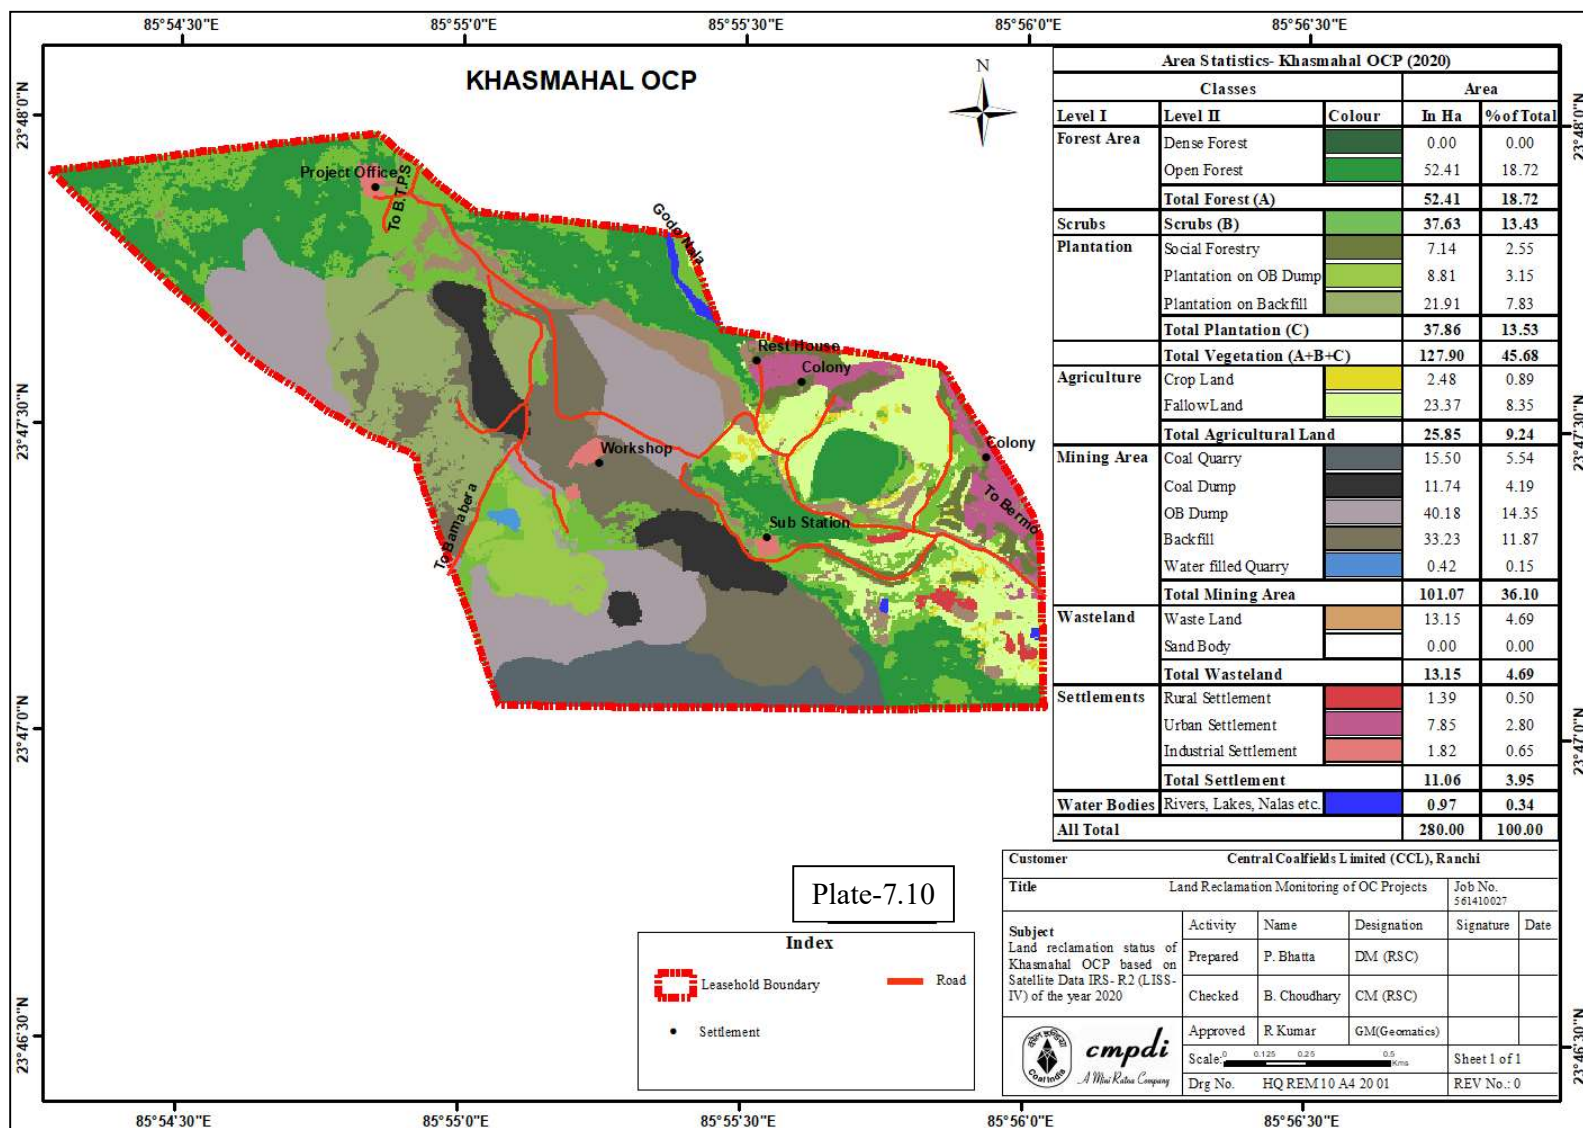 85°54'30"E 85°55'0"E 85°55'30"E 85°56'0"E 85°56'30"E
KHASMAHAL OCP
N
23°48'0"N
23°47'30"N
23°47'0"N
23°46'30"N
Project Office
To B.T.P.S
Godo Nala
Rest House
Colony
Colony
Workshop
To Bermo
Sub Station
To Bamabera
Area Statistics- Khasmahal OCP (2020)
Classes Area
Level I Level II Colour In Ha % of Total
Forest Area Dense Forest 0.00 0.00
Open Forest 52.41 18.72
Total Forest (A) 52.41 18.72
Scrubs Scrubs (B) 37.63 13.43
Plantation Social Forestry 7.14 2.55
Plantation on OB Dump 8.81 3.15
Plantation on Backfill 21.91 7.83
Total Plantation (C) 37.86 13.53
Total Vegetation (A+B+C) 127.90 45.68
Agriculture Crop Land 2.48 0.89
Fallow Land 23.37 8.35
Total Agricultural Land 25.85 9.24
Mining Area Coal Quarry 15.50 5.54
Coal Dump 11.74 4.19
OB Dump 40.18 14.35
Backfill 33.23 11.87
Water filled Quarry 0.42 0.15
Total Mining Area 101.07 36.10
Wasteland Waste Land 13.15 4.69
Sand Body 0.00 0.00
Total Wasteland 13.15 4.69
Settlements Rural Settlement 1.39 0.50
Urban Settlement 7.85 2.80
Industrial Settlement 1.82 0.65
Total Settlement 11.06 3.95
Water Bodies Rivers, Lakes, Nalas etc. 0.97 0.34
All Total 280.00 100.00
23°48'0"N
23°47'30"N
23°47'0"N
23°46'30"N
Plate-7.10
Index
Leasehold Boundary Road
Settlement
Customer Central Coalfields Limited (CCL), Ranchi
Title Land Reclamation Monitoring of OC Projects Job No.
561410027
Subject
Land reclamation status of
Khasmahal OCP based on
Satellite Data IRS- R2 (LISS-
IV) of the year 2020
Activity Name Designation Signature Date
Prepared P. Bhatta DM (RSC)
Checked B. Choudhary CM (RSC)
Approved R Kumar GM(Geomatics)
Scale: 0 0.125 0.25 0.5 Kms Sheet 1 of 1
Drg No. HQ REM 10 A4 20 01 REV No.: 0
Coal India
cmpdi
A Mini Ratna Company
85°54'30"E 85°55'0"E 85°55'30"E 85°56'0"E 85°56'30"E